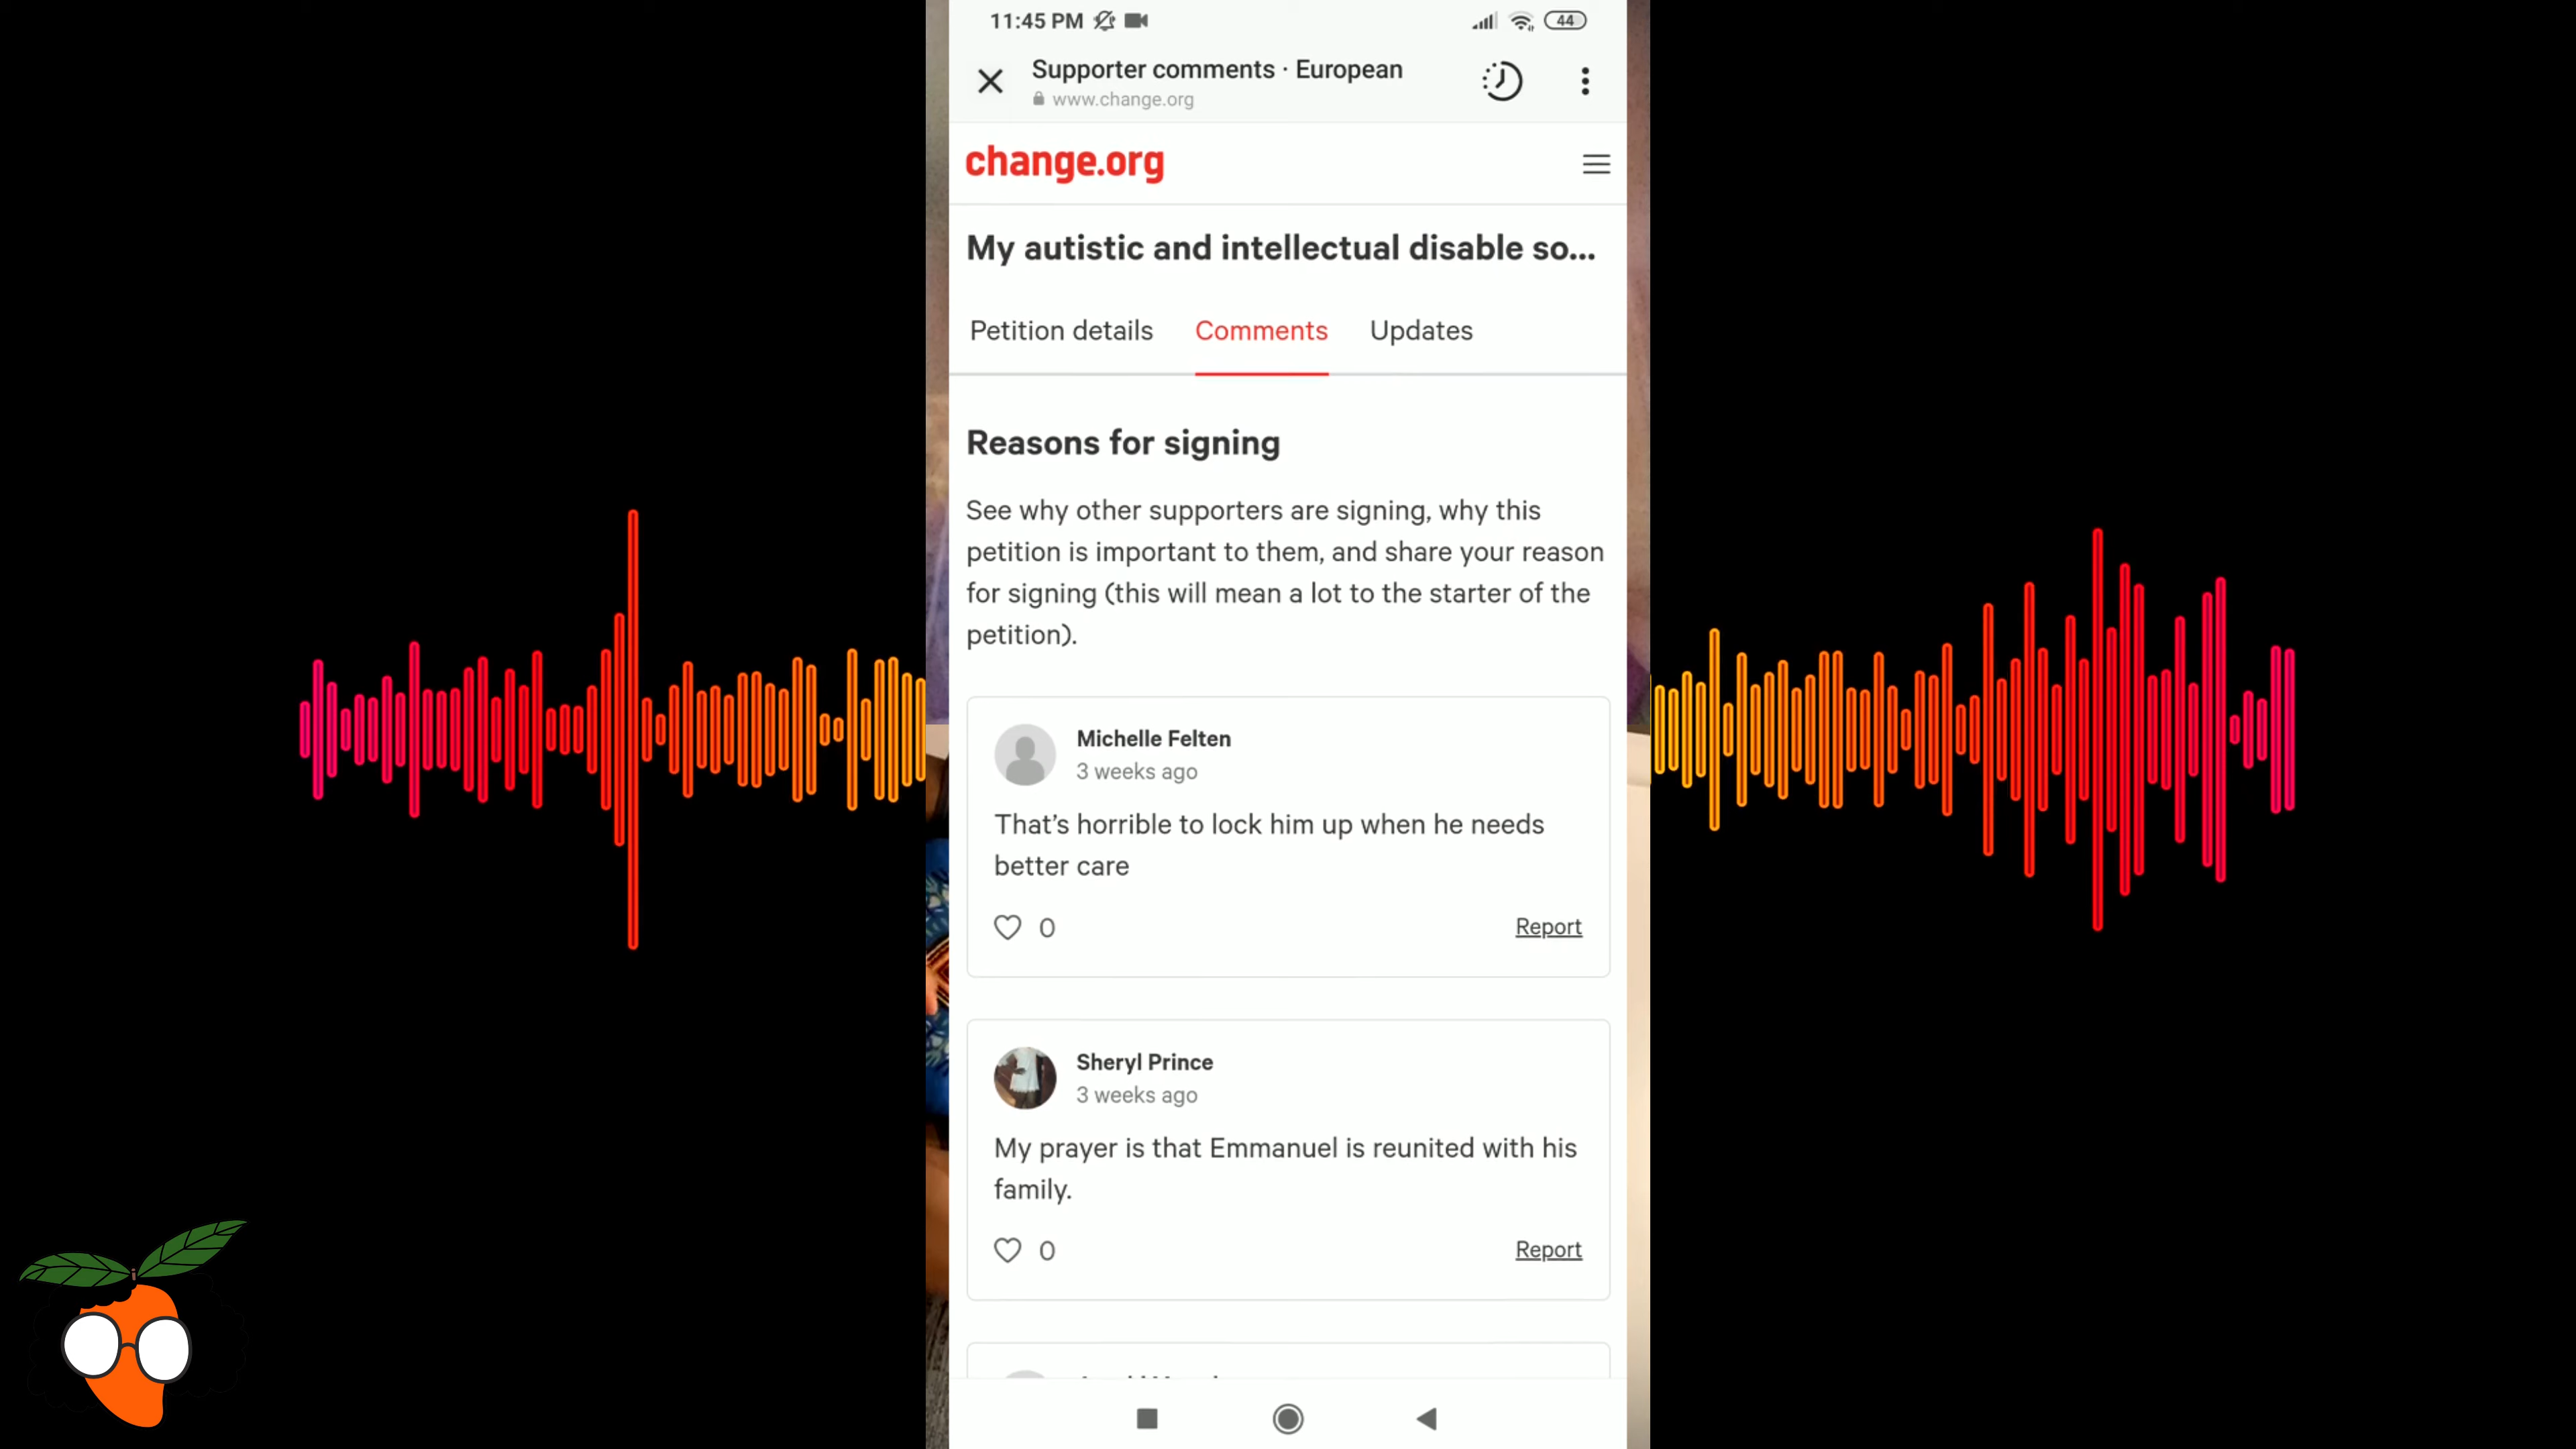 11:45 PM
44
Supporter comments · European
www.change.org
change.org
My autistic and intellectual disable so...
Petition details Comments Updates
Reasons for signing
See why other supporters are signing, why this
petition is important to them, and share your reason
for signing (this will mean a lot to the starter of the
petition).
Michelle Felten
3 weeks ago
That's horrible to lock him up when he needs
better care
0 Report
Sheryl Prince
3 weeks ago
My prayer is that Emmanuel is reunited with his
family.
0 Report